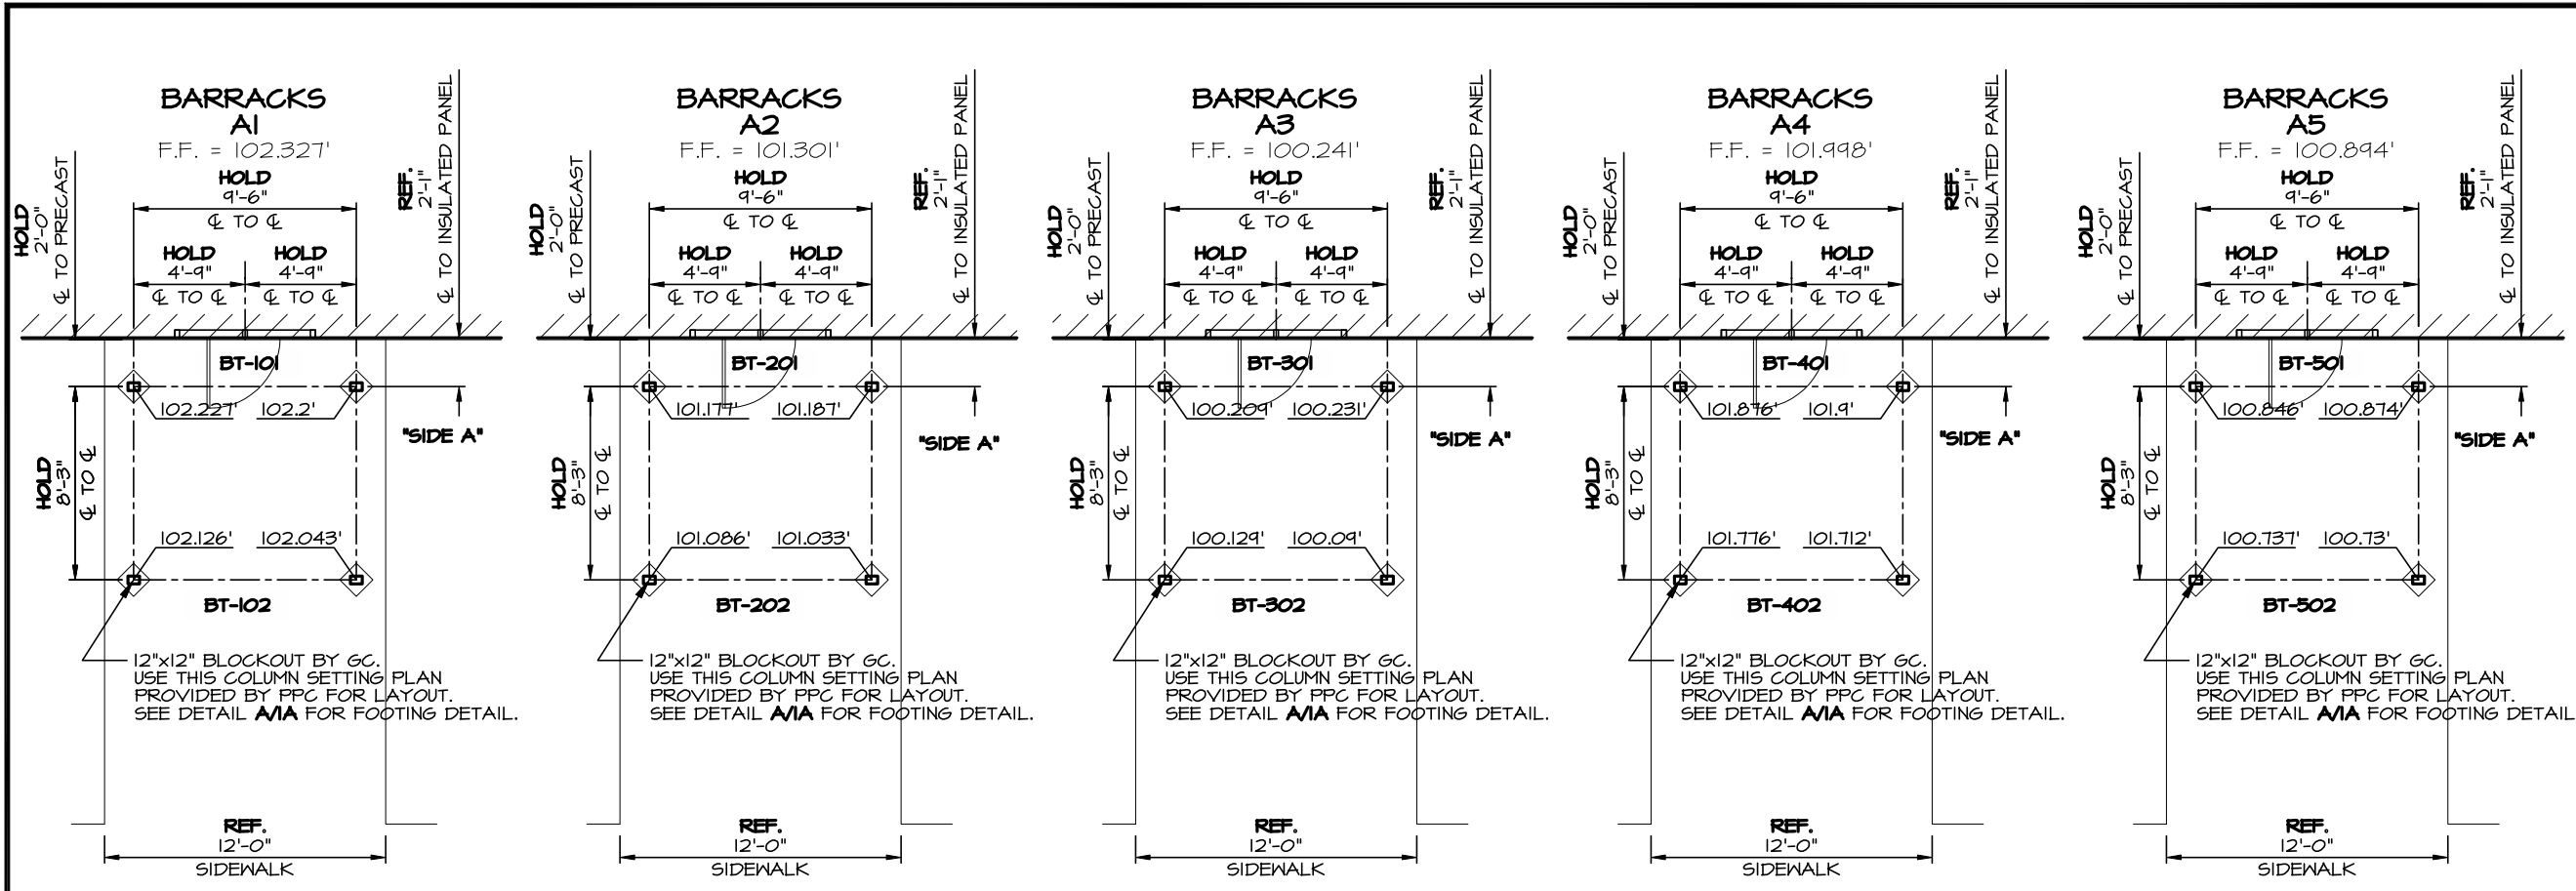 BARRACKS
A1
F.F. = 102.327'
HOLD
9'-6"
℄ TO ℄
HOLD
4'-9"
℄ TO ℄
HOLD
4'-9"
℄ TO ℄
HOLD
2'-0"
℄ TO PRECAST
REF.
2'-1"
℄ TO INSULATED PANEL
BT-101
102.227'
102.2'
"SIDE A"
HOLD
8'-3"
℄ TO ℄
102.126'
102.043'
BT-102
12"x12" BLOCKOUT BY GC.
USE THIS COLUMN SETTING PLAN
PROVIDED BY PPC FOR LAYOUT.
SEE DETAIL A/1A FOR FOOTING DETAIL.
REF.
12'-0"
SIDEWALK
BARRACKS
A2
F.F. = 101.301'
HOLD
9'-6"
℄ TO ℄
HOLD
4'-9"
℄ TO ℄
HOLD
4'-9"
℄ TO ℄
HOLD
2'-0"
℄ TO PRECAST
REF.
2'-1"
℄ TO INSULATED PANEL
BT-201
101.177'
101.187'
"SIDE A"
HOLD
8'-3"
℄ TO ℄
101.086'
101.033'
BT-202
12"x12" BLOCKOUT BY GC.
USE THIS COLUMN SETTING PLAN
PROVIDED BY PPC FOR LAYOUT.
SEE DETAIL A/1A FOR FOOTING DETAIL.
REF.
12'-0"
SIDEWALK
BARRACKS
A3
F.F. = 100.241'
HOLD
9'-6"
℄ TO ℄
HOLD
4'-9"
℄ TO ℄
HOLD
4'-9"
℄ TO ℄
HOLD
2'-0"
℄ TO PRECAST
REF.
2'-1"
℄ TO INSULATED PANEL
BT-301
100.209'
100.231'
"SIDE A"
HOLD
8'-3"
℄ TO ℄
100.129'
100.09'
BT-302
12"x12" BLOCKOUT BY GC.
USE THIS COLUMN SETTING PLAN
PROVIDED BY PPC FOR LAYOUT.
SEE DETAIL A/1A FOR FOOTING DETAIL.
REF.
12'-0"
SIDEWALK
BARRACKS
A4
F.F. = 101.998'
HOLD
9'-6"
℄ TO ℄
HOLD
4'-9"
℄ TO ℄
HOLD
4'-9"
℄ TO ℄
HOLD
2'-0"
℄ TO PRECAST
REF.
2'-1"
℄ TO INSULATED PANEL
BT-401
101.876'
101.9'
"SIDE A"
HOLD
8'-3"
℄ TO ℄
101.776'
101.712'
BT-402
12"x12" BLOCKOUT BY GC.
USE THIS COLUMN SETTING PLAN
PROVIDED BY PPC FOR LAYOUT.
SEE DETAIL A/1A FOR FOOTING DETAIL.
REF.
12'-0"
SIDEWALK
BARRACKS
A5
F.F. = 100.894'
HOLD
9'-6"
℄ TO ℄
HOLD
4'-9"
℄ TO ℄
HOLD
4'-9"
℄ TO ℄
HOLD
2'-0"
℄ TO PRECAST
REF.
2'-1"
℄ TO INSULATED PANEL
BT-501
100.846'
100.874'
"SIDE A"
HOLD
8'-3"
℄ TO ℄
100.737'
100.73'
BT-502
12"x12" BLOCKOUT BY GC.
USE THIS COLUMN SETTING PLAN
PROVIDED BY PPC FOR LAYOUT.
SEE DETAIL A/1A FOR FOOTING DETAIL
REF.
12'-0"
SIDEWALK